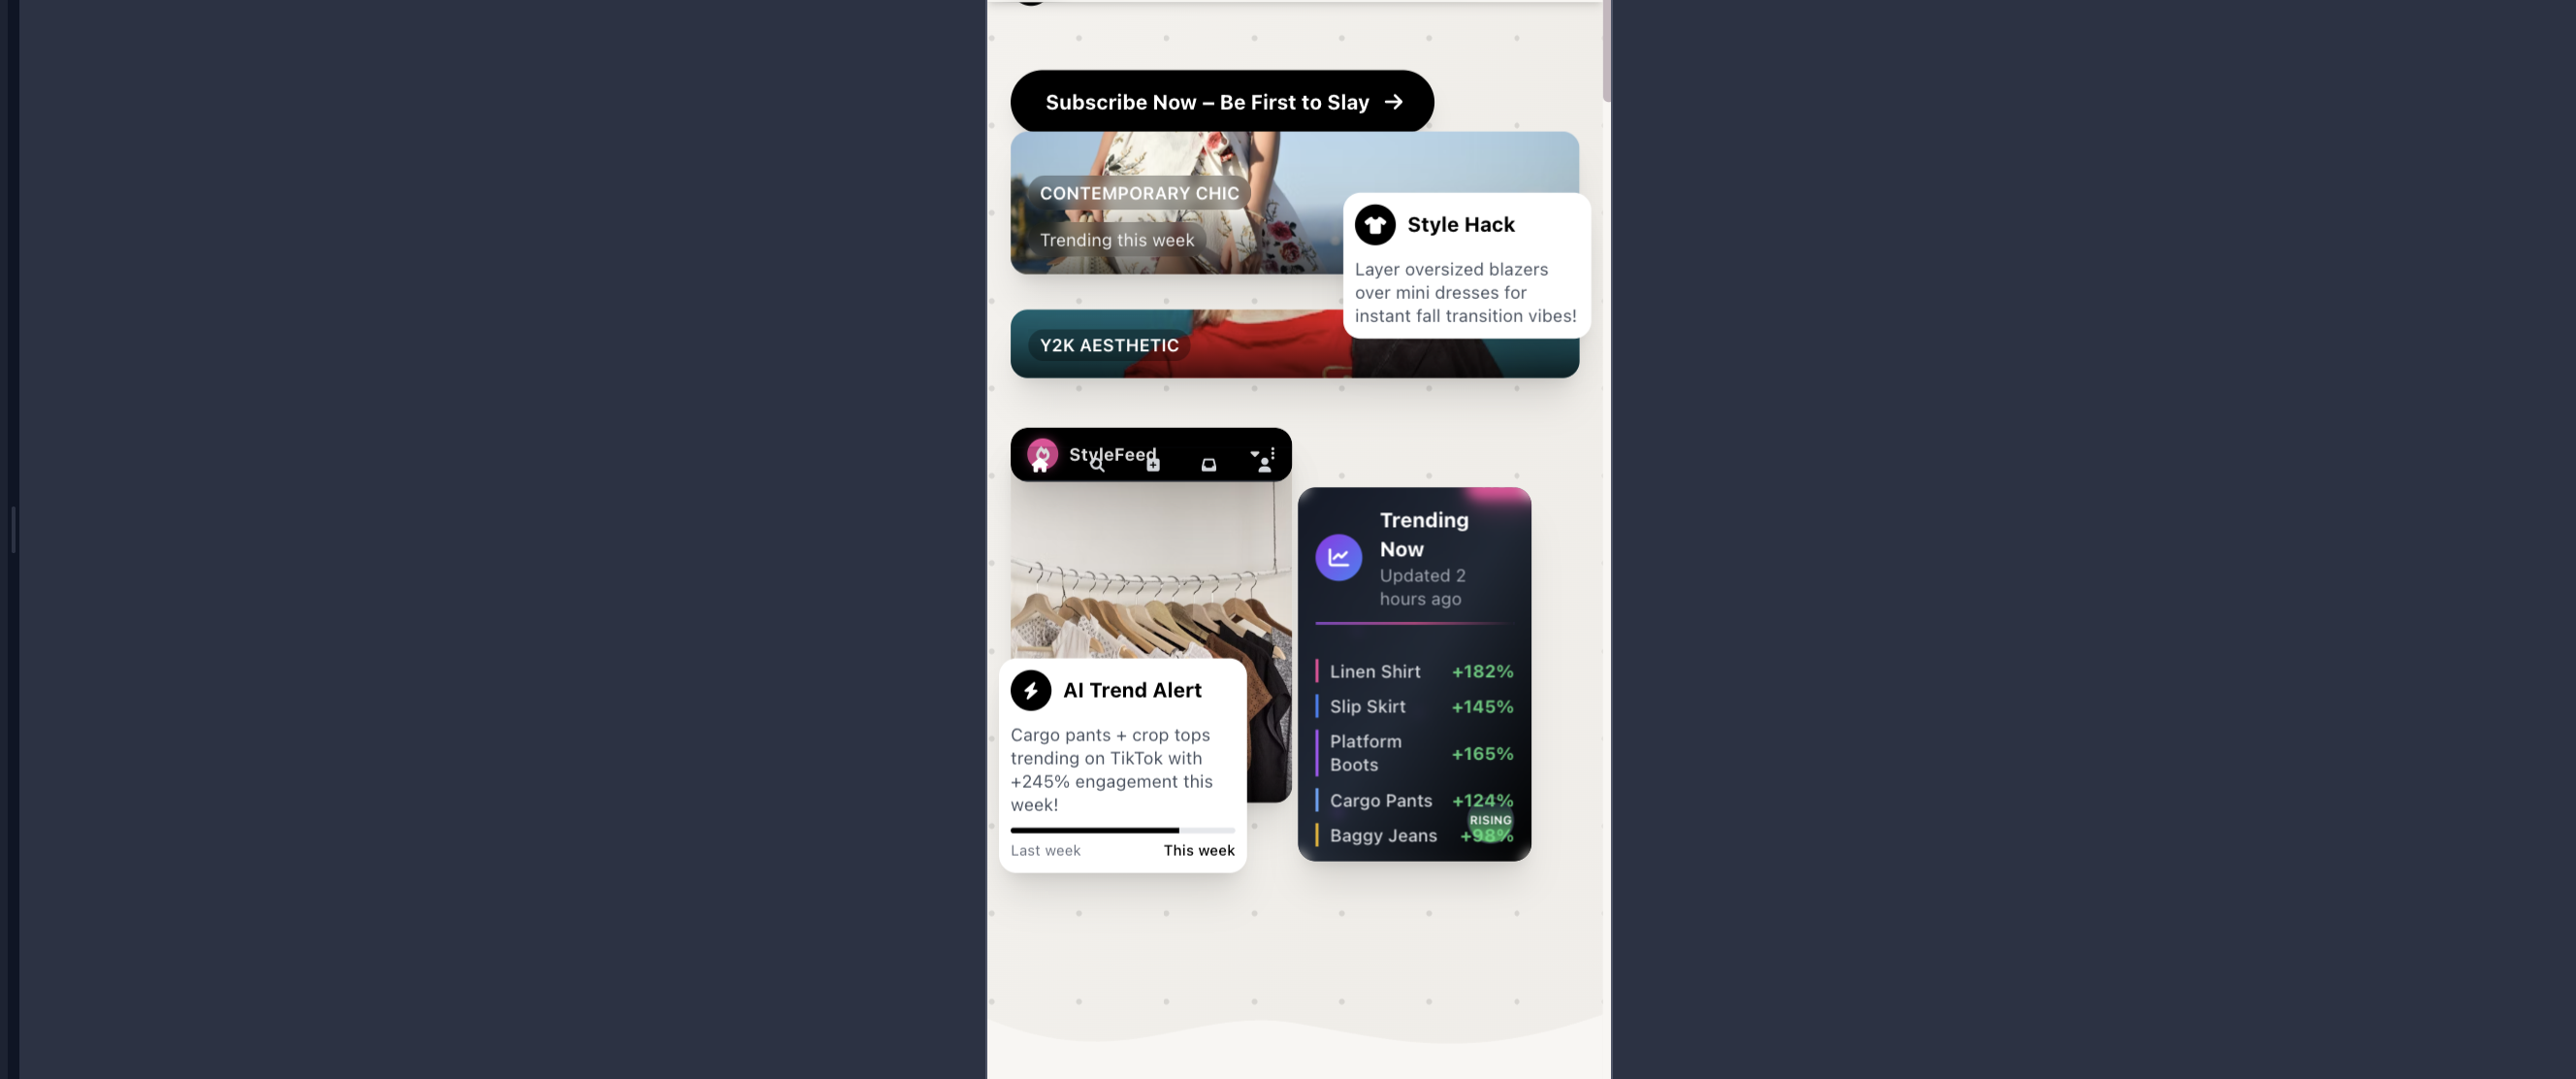 Subscribe Now – Be First to Slay
CONTEMPORARY CHIC
Trending this week
Style Hack
Layer oversized blazers
over mini dresses for
instant fall transition vibes!
Y2K AESTHETIC
StyleFeed
AI Trend Alert
Cargo pants + crop tops
trending on TikTok with
+245% engagement this
week!
Last week This week
Trending
Now
Updated 2
hours ago
Linen Shirt +182%
Slip Skirt +145%
Platform
Boots
+165%
Cargo Pants +124%
RISING
Baggy Jeans +98%